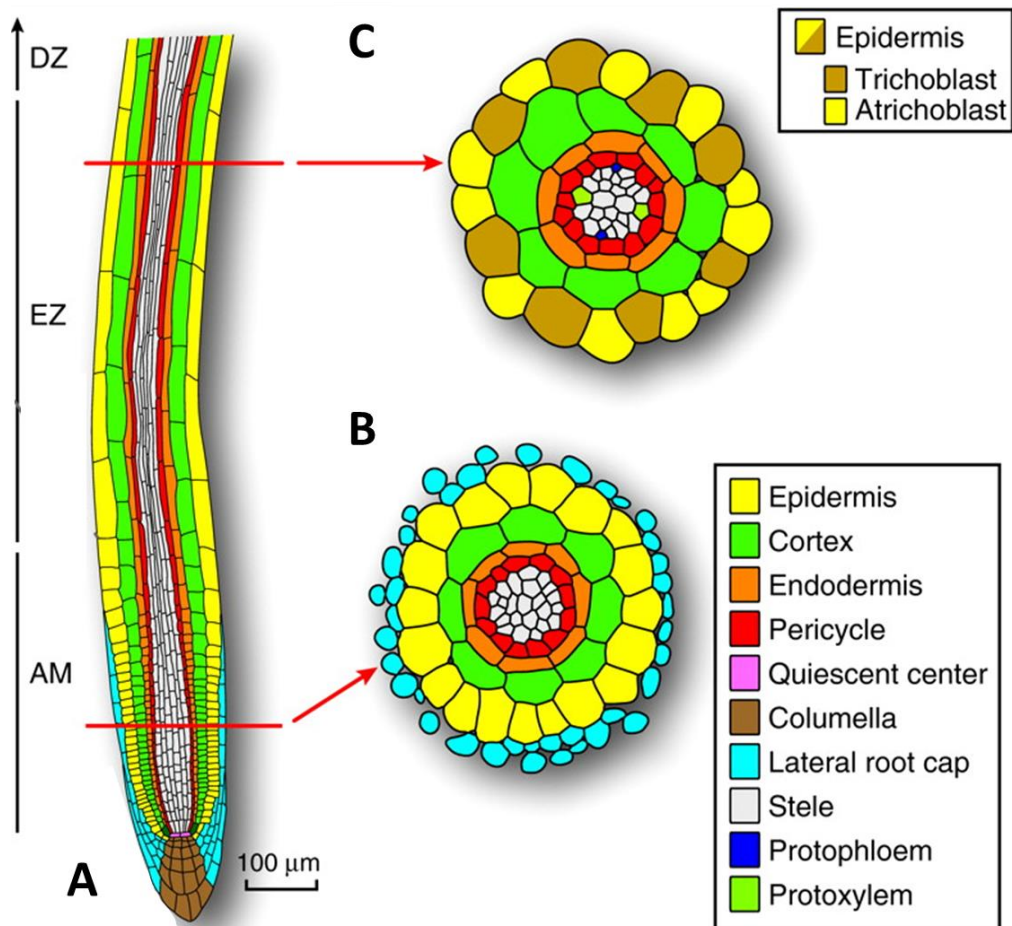 DZ
EZ
AM
A
100 μm
C
B
Epidermis
Trichoblast
Atrichoblast
Epidermis
Cortex
Endodermis
Pericycle
Quiescent center
Columella
Lateral root cap
Stele
Protophloem
Protoxylem